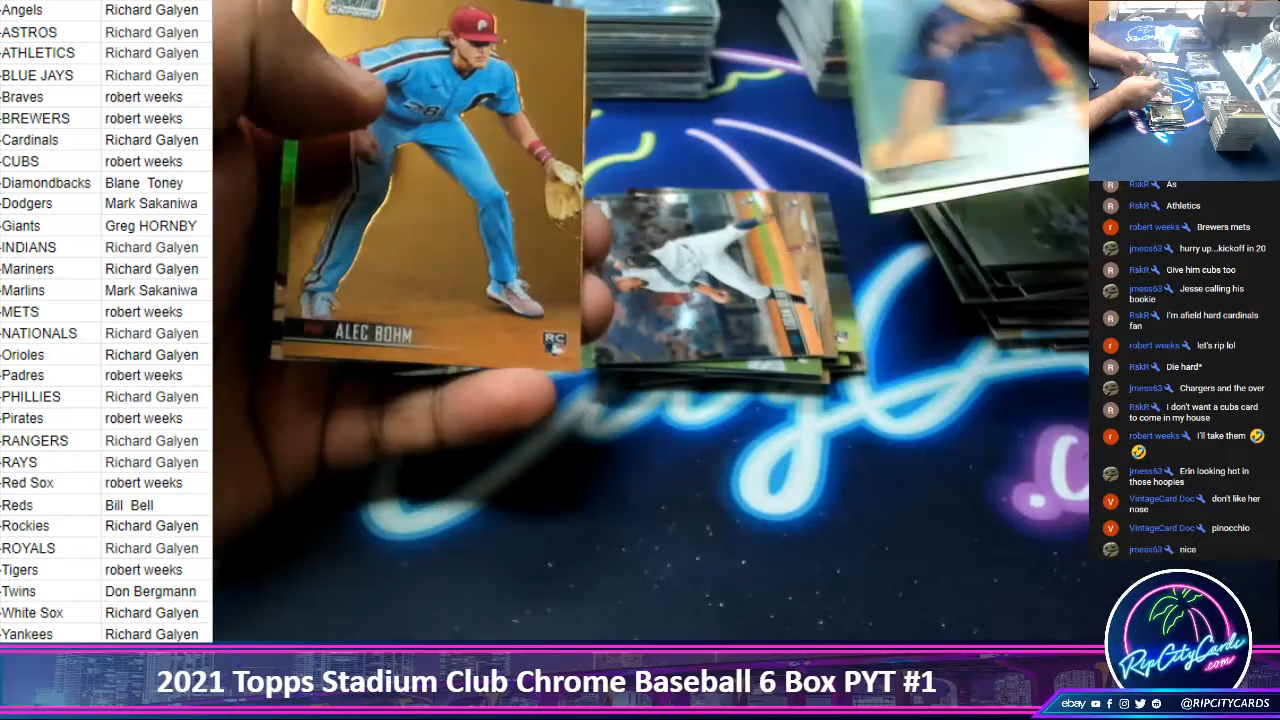 -Angels Richard Galyen
-ASTROS Richard Galyen
-ATHLETICS Richard Galyen
-BLUE JAYS Richard Galyen
-Braves robert weeks
-BREWERS robert weeks
-Cardinals Richard Galyen
-CUBS robert weeks
-Diamondbacks Blane Toney
-Dodgers Mark Sakaniwa
-Giants Greg HORNBY
-INDIANS Richard Galyen
-Mariners Richard Galyen
-Marlins Mark Sakaniwa
-METS robert weeks
-NATIONALS Richard Galyen
-Orioles Richard Galyen
-Padres robert weeks
-PHILLIES Richard Galyen
-Pirates robert weeks
-RANGERS Richard Galyen
-RAYS Richard Galyen
-Red Sox robert weeks
-Reds Bill Bell
-Rockies Richard Galyen
-ROYALS Richard Galyen
-Tigers robert weeks
-Twins Don Bergmann
-White Sox Richard Galyen
-Yankees Richard Galyen
CHROME
28
ALEC BOHM
RC
.c
R RskR As
R RskR Athletics
r robert weeks Brewers mets
jmess63 hurry up...kickoff in 20
R RskR Give him cubs too
jmess63 Jesse calling his
bookie
R RskR I'm afield hard cardinals
fan
r robert weeks let's rip lol
R RskR Die hard*
jmess63 Chargers and the over
R RskR I don't want a cubs card
to come in my house
r robert weeks I'll take them 🤣
🤣
jmess63 Erin looking hot in
those hoopies
V VintageCard Doc don't like her
nose
V VintageCard Doc pinocchio
jmess63 nice
RipCityCards
.com
2021 Topps Stadium Club Chrome Baseball 6 Box PYT #1
ebay @RIPCITYCARDS